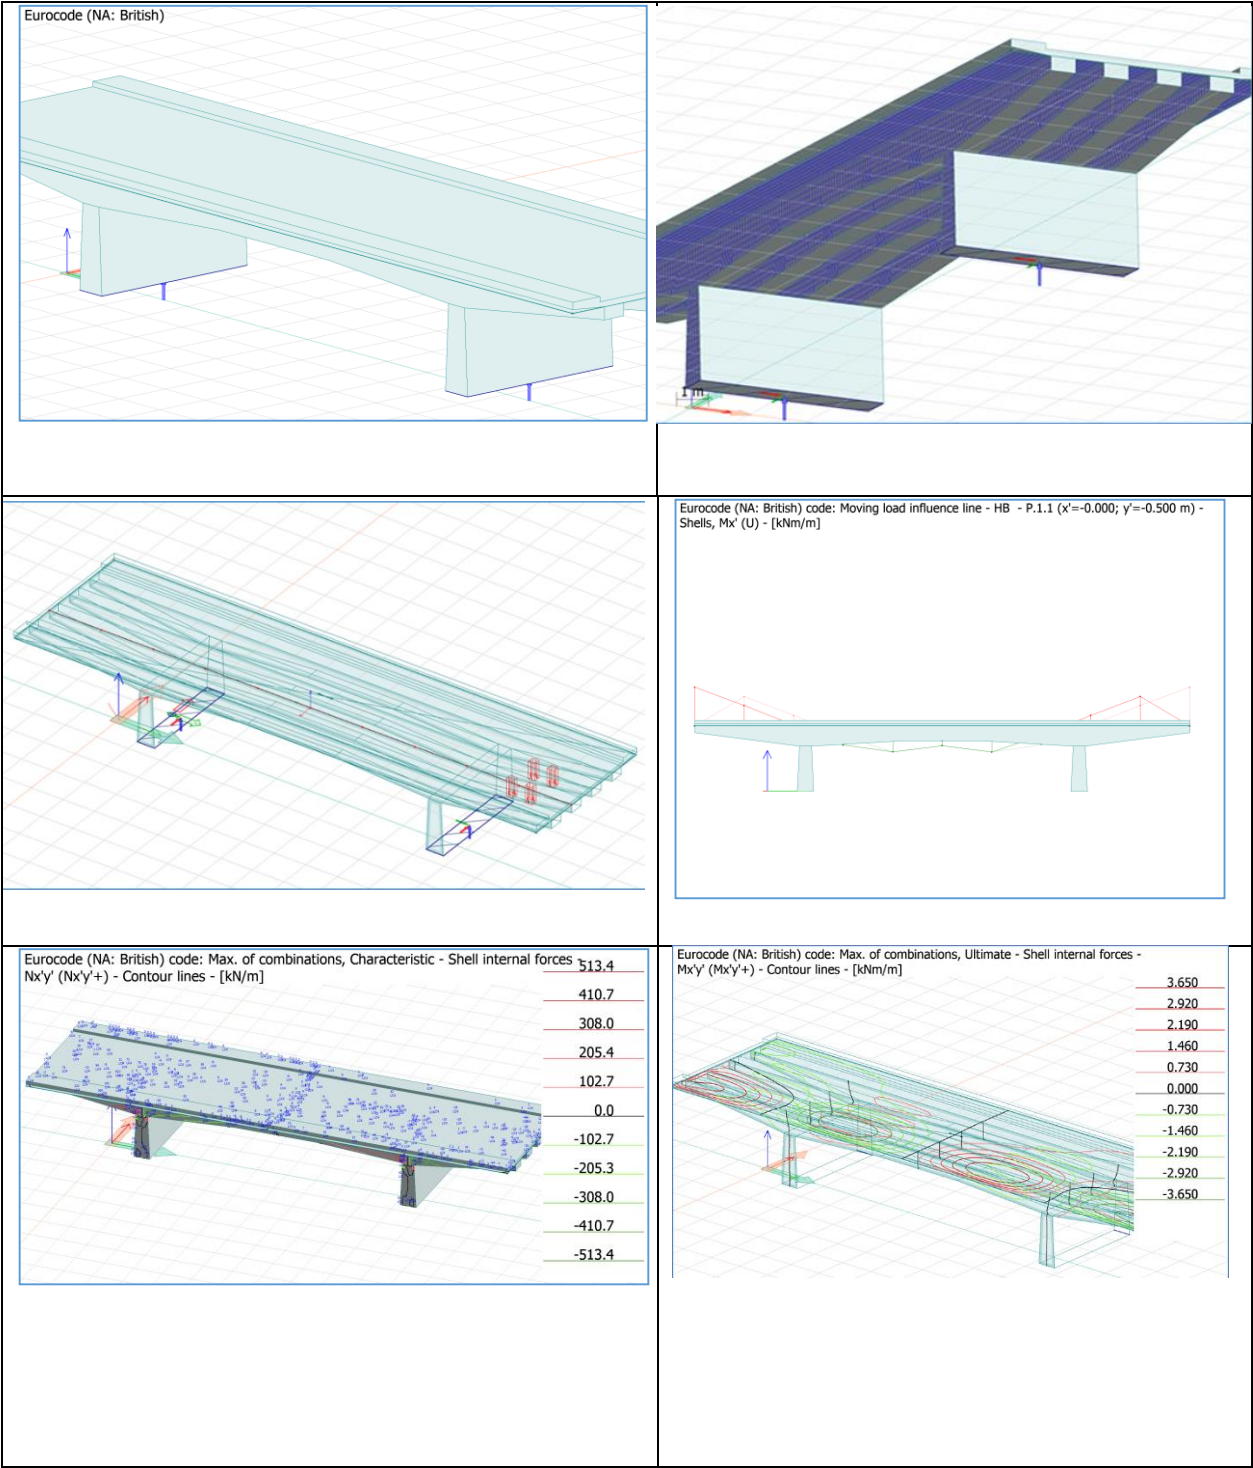 Eurocode (NA: British)
1 m
Eurocode (NA: British) code: Moving load influence line - HB - P.1.1 (x'=-0.000; y'=-0.500 m) -
Shells, Mx' (U) - [kNm/m]
Eurocode (NA: British) code: Max. of combinations, Characteristic - Shell internal forces -
Nx'y' (Nx'y'+) - Contour lines - [kN/m]
513.4
410.7
308.0
205.4
102.7
0.0
-102.7
-205.3
-308.0
-410.7
-513.4
Eurocode (NA: British) code: Max. of combinations, Ultimate - Shell internal forces -
Mx'y' (Mx'y'+) - Contour lines - [kNm/m]
3.650
2.920
2.190
1.460
0.730
0.000
-0.730
-1.460
-2.190
-2.920
-3.650